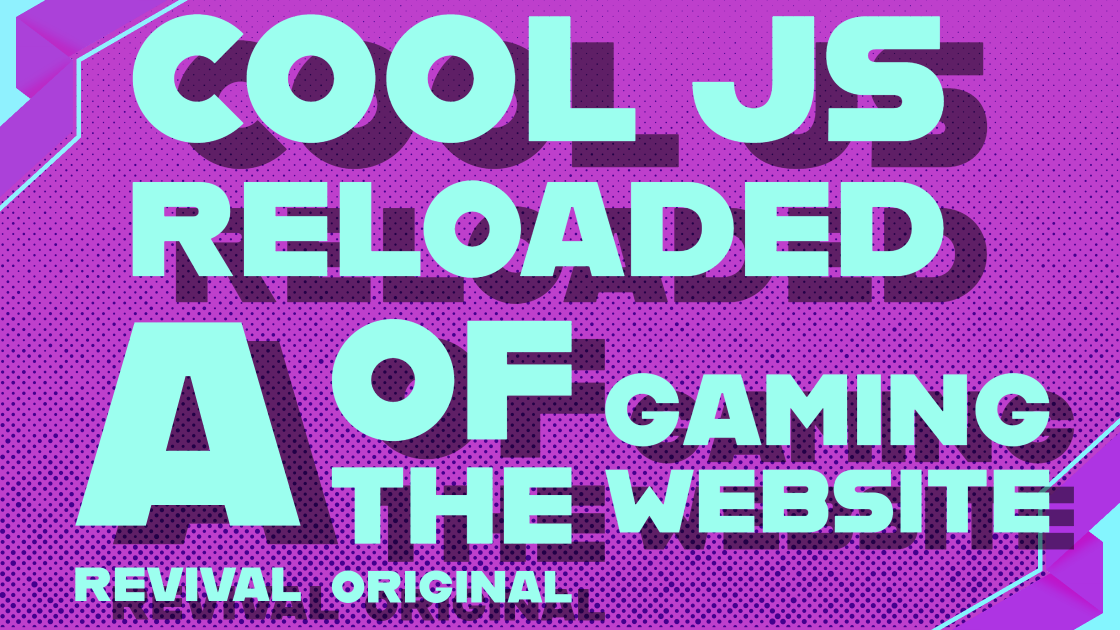 COOL JS
RELOADED
A
REVIVAL
OF
THE
ORIGINAL
GAMING
WEBSITE